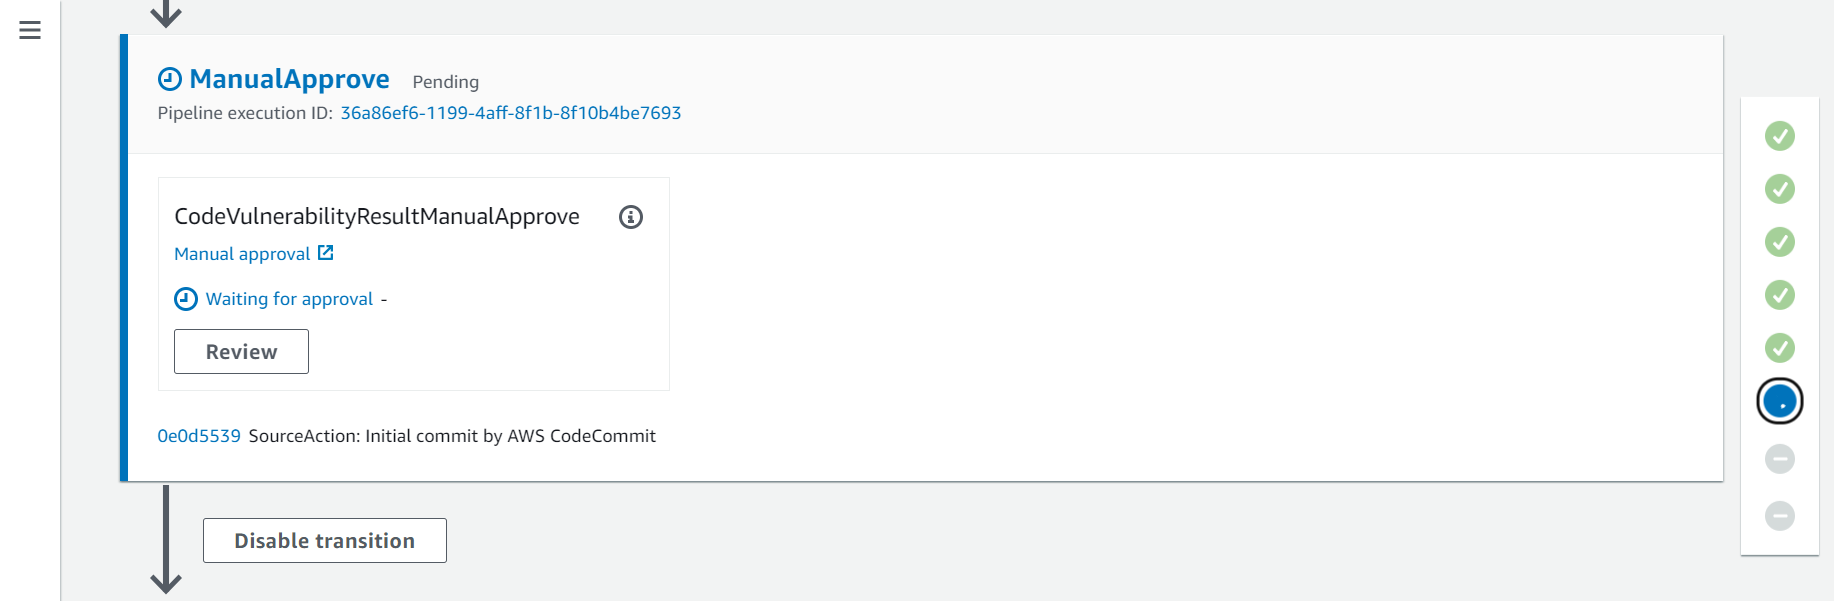 ManualApprove Pending
Pipeline execution ID: 36a86ef6-1199-4aff-8f1b-8f10b4be7693
CodeVulnerabilityResultManualApprove
Manual approval
Waiting for approval -
Review
0e0d5539 SourceAction: Initial commit by AWS CodeCommit
Disable transition